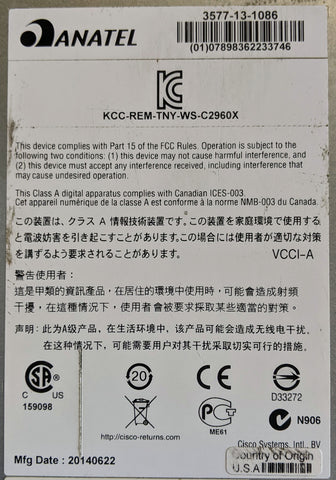 ANATEL
3577-13-1086
(01)07898362233746
KCC-REM-TNY-WS-C2960X
This device complies with Part 15 of the FCC Rules. Operation is subject to the
following two conditions: (1) this device may not cause harmful interference, and
(2) this device must accept any interference received, including
interference that may cause undesired operation.
This Class A digital apparatus complies with Canadian ICES-003.
Cet appareil numérique de la classe A est conforme à la norme NMB-003 du Canada.
この装置は、クラス A 情報技術装置です。この装置を家庭環境で使用すると
電波妨害を引き起こすことがあります。この場合には使用者が適切な対策
を講ずるよう要求されることがあります。 VCCI-A
警告使用者:
這是甲類的資訊產品,在居住的環境中使用時,可能會造成射頻
干擾,在這種情況下,使用者會被要求採取某些適當的對策
声明:此为A级产品,在生活环境中,该产品可能会造成无线电干扰。
在这种情况下,可能需要用户对其干扰采取切实可行的措施.
SA
C US
159098
20
http://cisco-returns.com
PG
ME61
D33272
N906
Cisco Systems, Intl., BV
Country of Origin
U.S.A
Mfg Date : 20140622